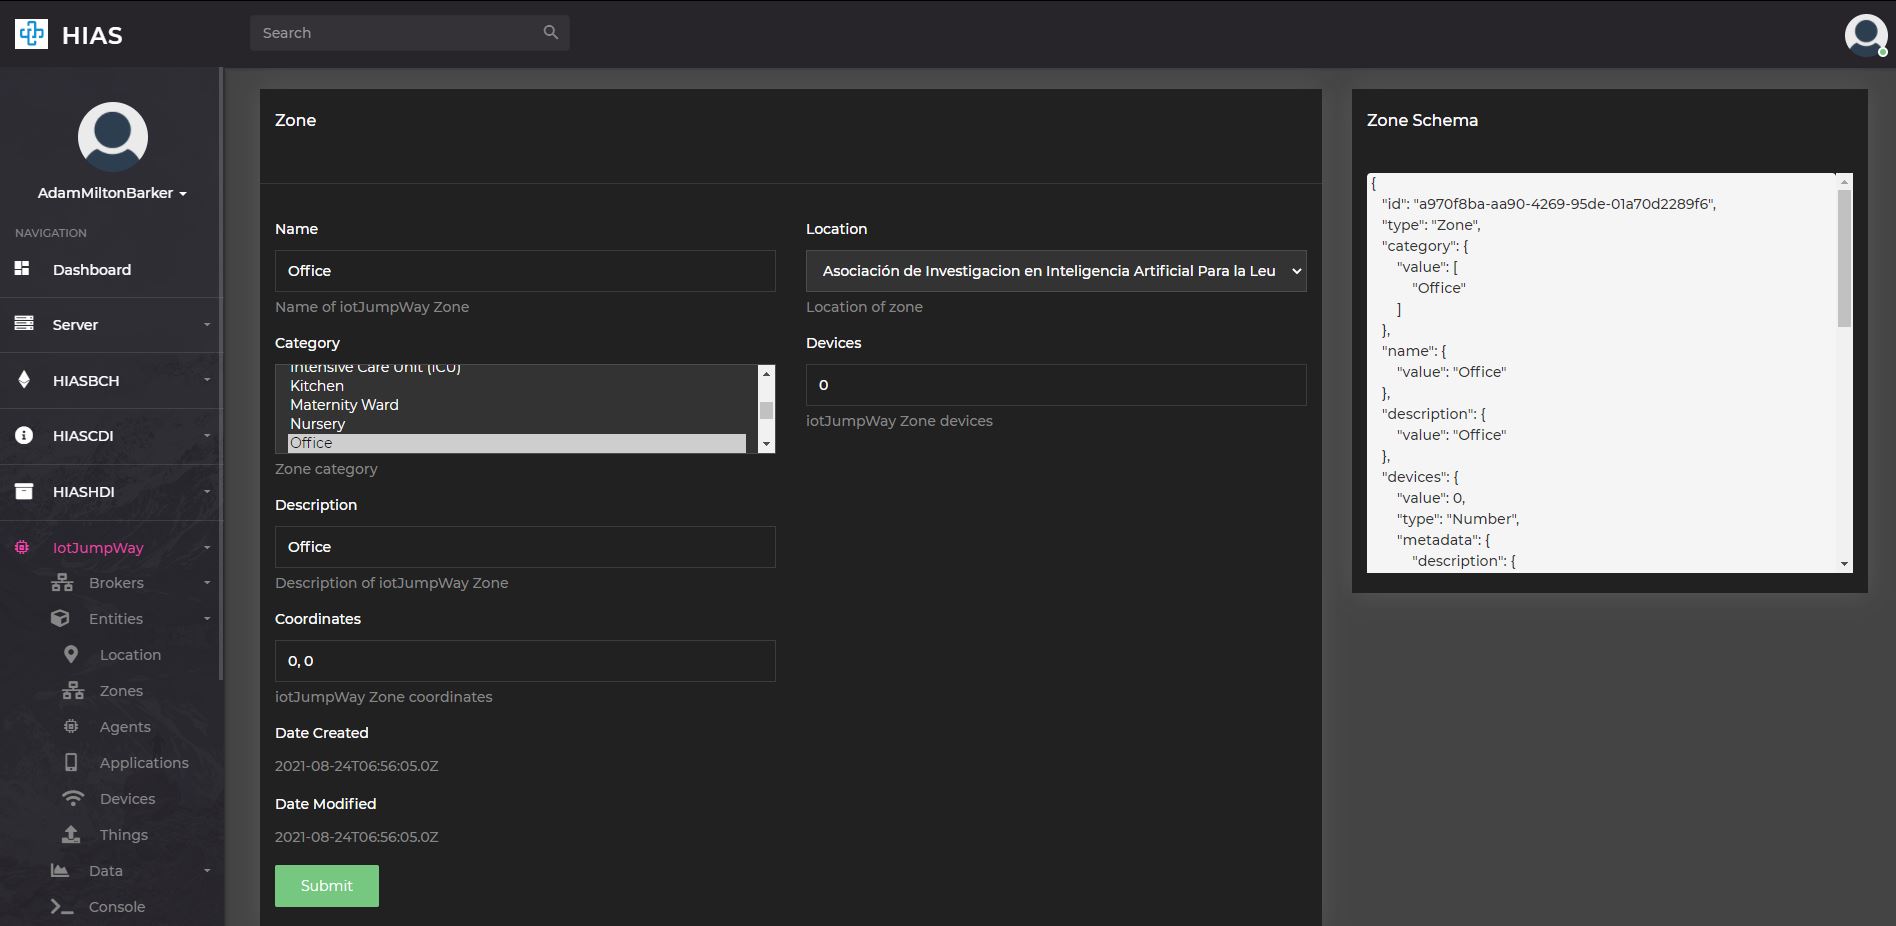 HIAS
Search
AdamMiltonBarker
NAVIGATION
Dashboard
Server
HIASBCH
HIASCDI
HIASHDI
IotJumpWay
Brokers
Entities
Location
Zones
Agents
Applications
Devices
Things
Data
Console
Zone
Name
Office
Name of iotJumpWay Zone
Category
Intensive Care Unit (ICU)
Kitchen
Maternity Ward
Nursery
Office
Zone category
Description
Office
Description of iotJumpWay Zone
Coordinates
0, 0
iotJumpWay Zone coordinates
Date Created
2021-08-24T06:56:05.0Z
Date Modified
2021-08-24T06:56:05.0Z
Submit
Location
Asociación de Investigacion en Inteligencia Artificial Para la Leu
Location of zone
Devices
0
iotJumpWay Zone devices
Zone Schema
{
"id": "a970f8ba-aa90-4269-95de-01a70d2289f6",
"type": "Zone",
"category": {
"value": [
"Office"
]
},
"name": {
"value": "Office"
},
"description": {
"value": "Office"
},
"devices": {
"value": 0,
"type": "Number",
"metadata": {
"description": {